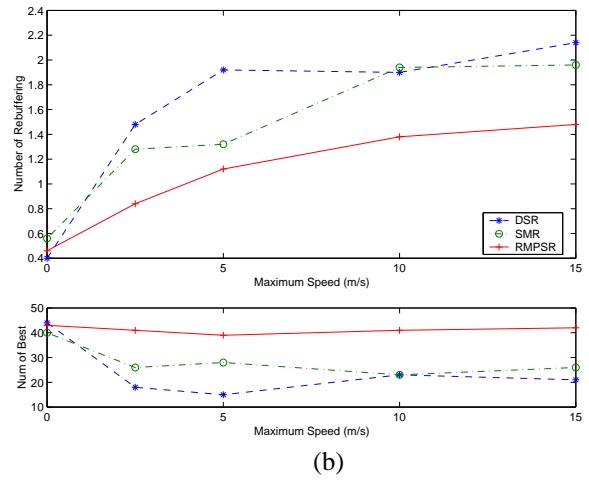 2.4
2.2
2
1.8
1.6
1.4
1.2
1
0.8
0.6
0.4
Number of Rebuffering
DSR
SMR
RMPSR
0 5 10 15
Maximum Speed (m/s)
50
40
30
20
10
Num of Best
0 5 10 15
Maximum Speed (m/s)
(b)